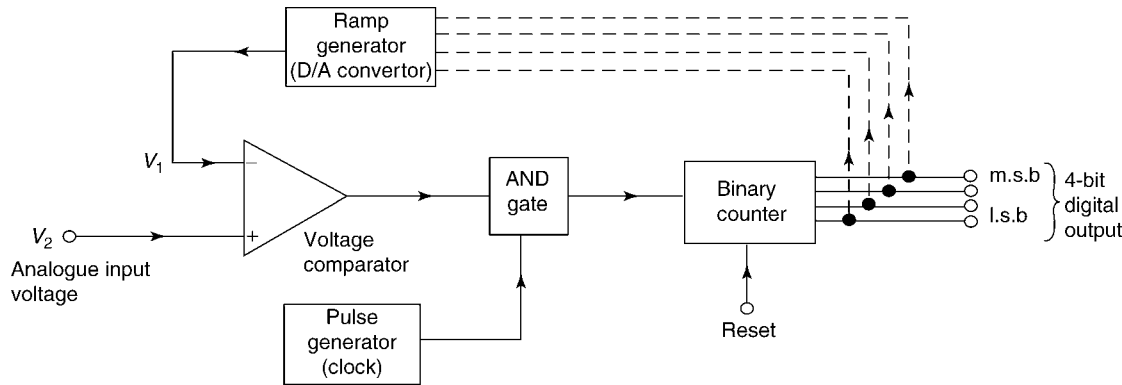 Ramp
generator
(D/A convertor)
V1
−
AND
gate
Binary
counter
m.s.b
l.s.b
4-bit
digital
output
V2
+
Analogue input
voltage
Voltage
comparator
Pulse
generator
(clock)
Reset